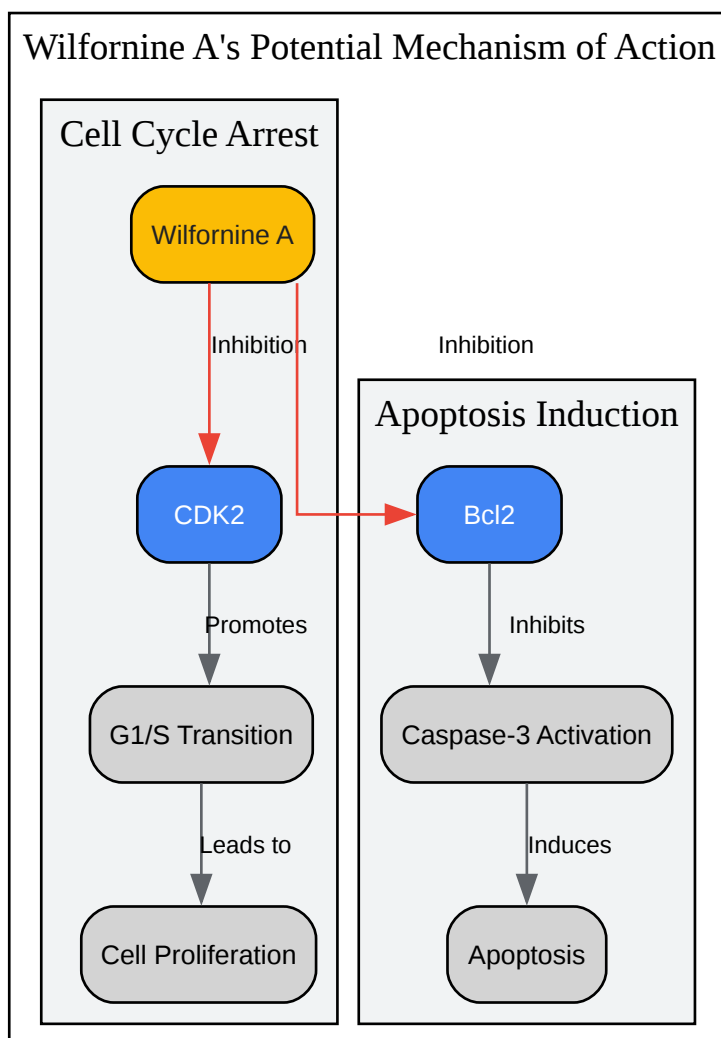 Wilfornine A's Potential Mechanism of Action
Cell Cycle Arrest
Wilfornine A
Inhibition
Inhibition
Apoptosis Induction
CDK2
Bcl2
Promotes
Inhibits
G1/S Transition
Caspase-3 Activation
Leads to
Induces
Cell Proliferation
Apoptosis